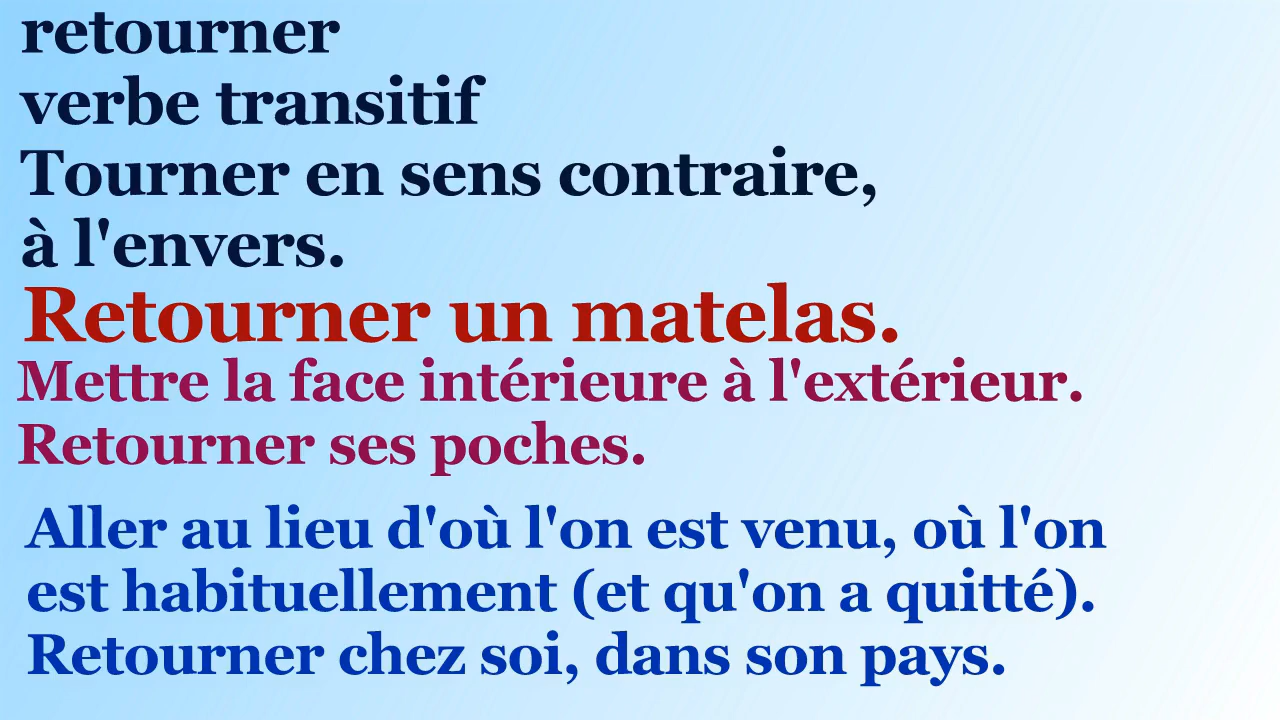 retourner
verbe transitif
Tourner en sens contraire,
à l'envers.
Retourner un matelas.
Mettre la face intérieure à l'extérieur.
Retourner ses poches.
Aller au lieu d'où l'on est venu, où l'on
est habituellement (et qu'on a quitté).
Retourner chez soi, dans son pays.